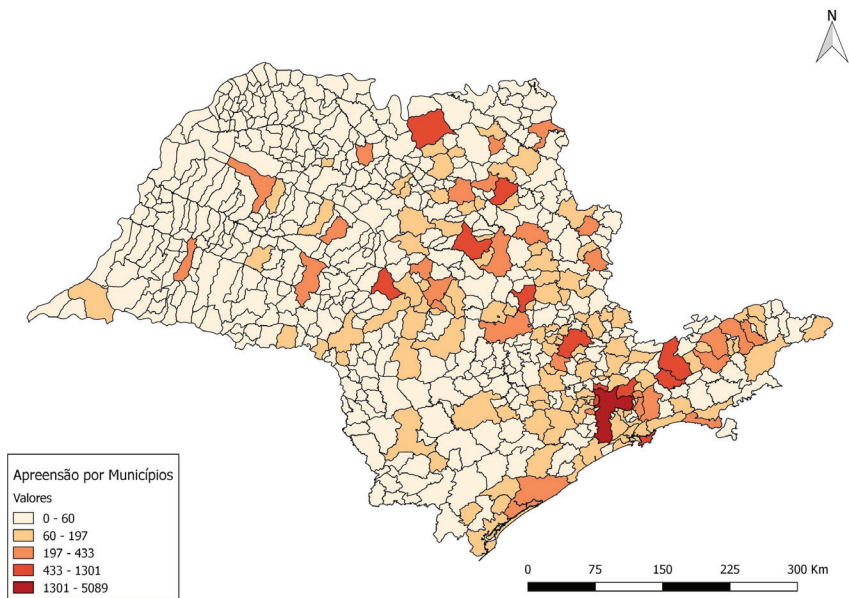 N
Apreensão por Municípios
Valores
0 - 60
60 - 197
197 - 433
433 - 1301
1301 - 5089
0 75 150 225 300 Km